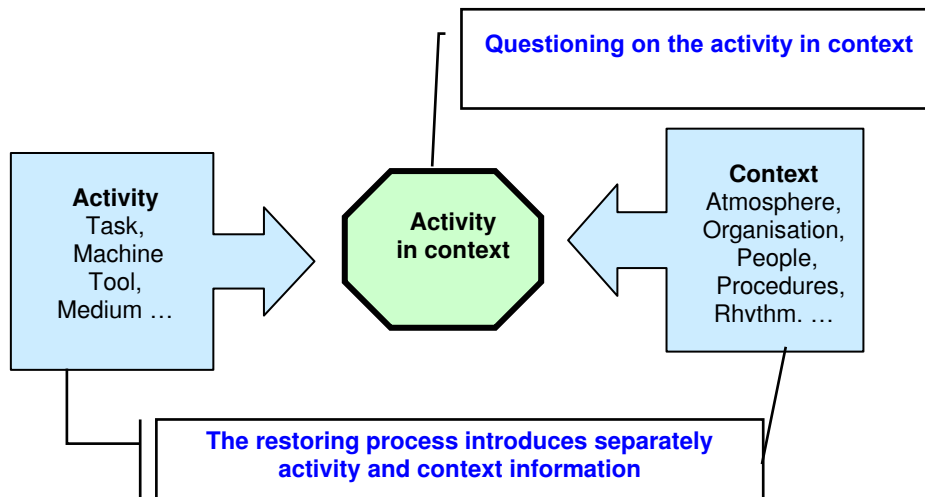 Questioning on the activity in context
Activity
Task,
Machine
Tool,
Medium …
Activity
in context
Context
Atmosphere,
Organisation,
People,
Procedures,
Rhythm. …
The restoring process introduces separately
activity and context information